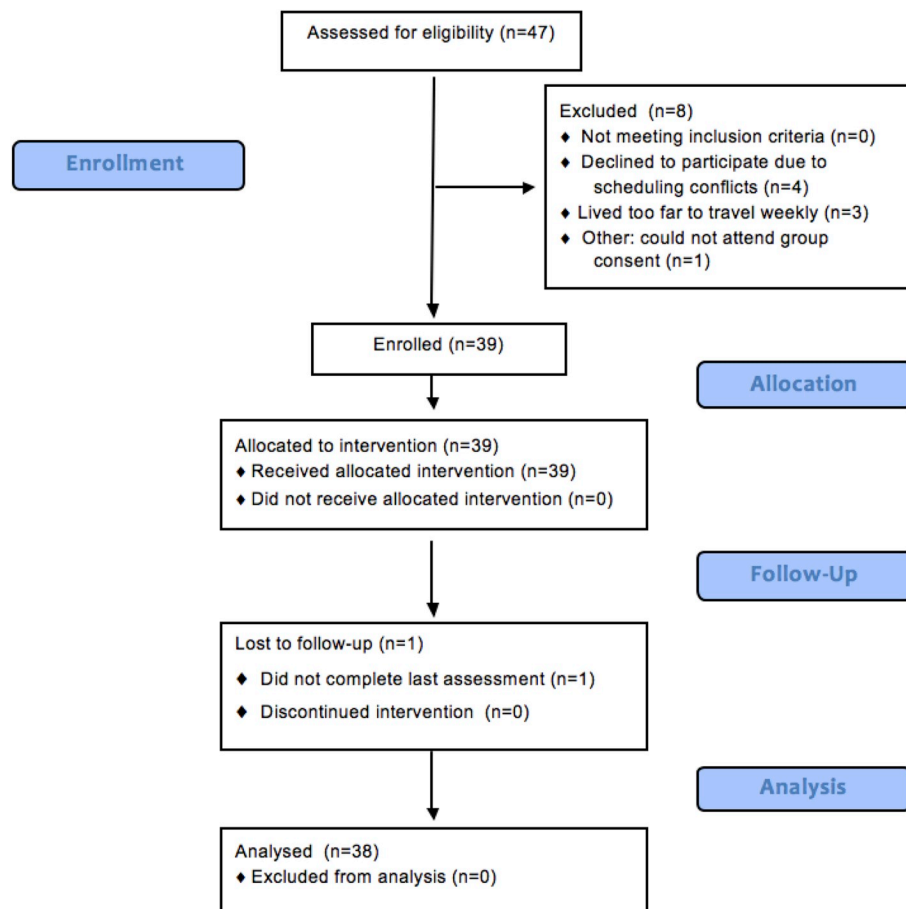 Assessed for eligibility (n=47)
Excluded (n=8)
♦ Not meeting inclusion criteria (n=0)
♦ Declined to participate due to
scheduling conflicts (n=4)
♦ Lived too far to travel weekly (n=3)
♦ Other: could not attend group
consent (n=1)
Enrollment
Enrolled (n=39)
Allocation
Allocated to intervention (n=39)
♦ Received allocated intervention (n=39)
♦ Did not receive allocated intervention (n=0)
Follow-Up
Lost to follow-up (n=1)
♦ Did not complete last assessment (n=1)
♦ Discontinued intervention (n=0)
Analysis
Analysed (n=38)
♦ Excluded from analysis (n=0)